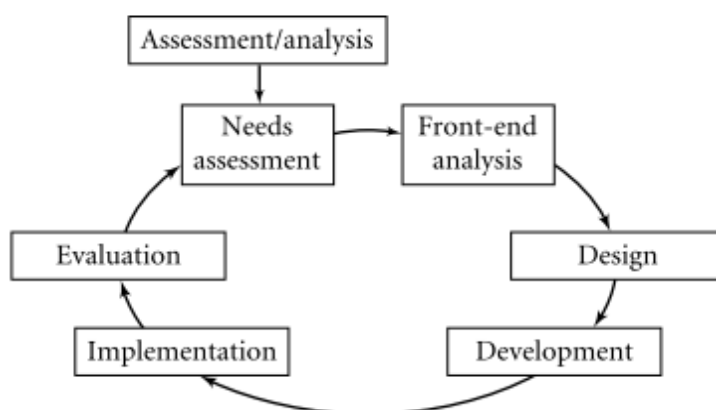 Assessment/analysis
Needs
assessment
Front-end
analysis
Evaluation
Design
Implementation
Development